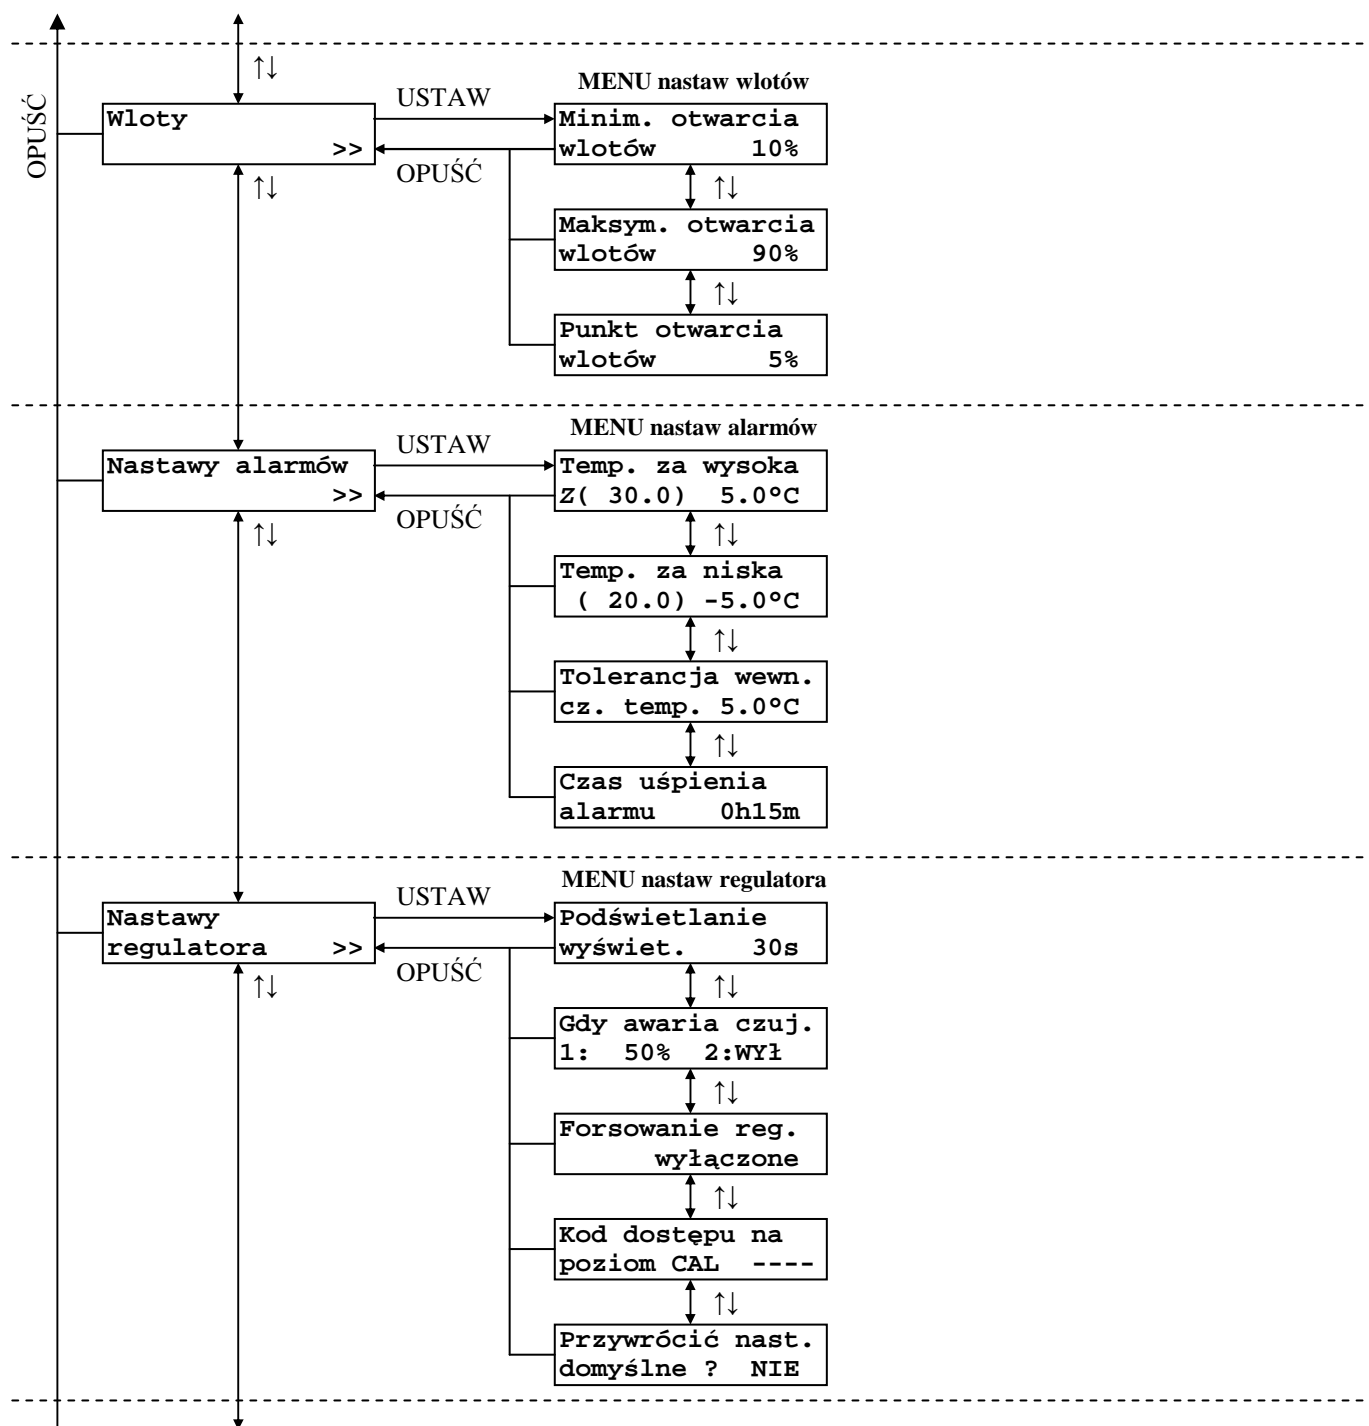 ↑↓
OPUŚĆ
MENU nastaw wlotów
Wloty
>>
USTAW
OPUŚĆ
Minim. otwarcia
wlotów 10%
↑↓
↑↓
Maksym. otwarcia
wlotów 90%
↑↓
Punkt otwarcia
wlotów 5%
MENU nastaw alarmów
Nastawy alarmów
>>
USTAW
OPUŚĆ
Temp. za wysoka
Z( 30.0) 5.0°C
↑↓
↑↓
Temp. za niska
( 20.0) -5.0°C
↑↓
Tolerancja wewn.
cz. temp. 5.0°C
↑↓
Czas uśpienia
alarmu 0h15m
MENU nastaw regulatora
Nastawy
regulatora >>
USTAW
OPUŚĆ
Podświetlanie
wyświet. 30s
↑↓
↑↓
Gdy awaria czuj.
1: 50% 2:WYł
↑↓
Forsowanie reg.
wyłączone
↑↓
Kod dostępu na
poziom CAL ----
↑↓
Przywrócić nast.
domyślne ? NIE